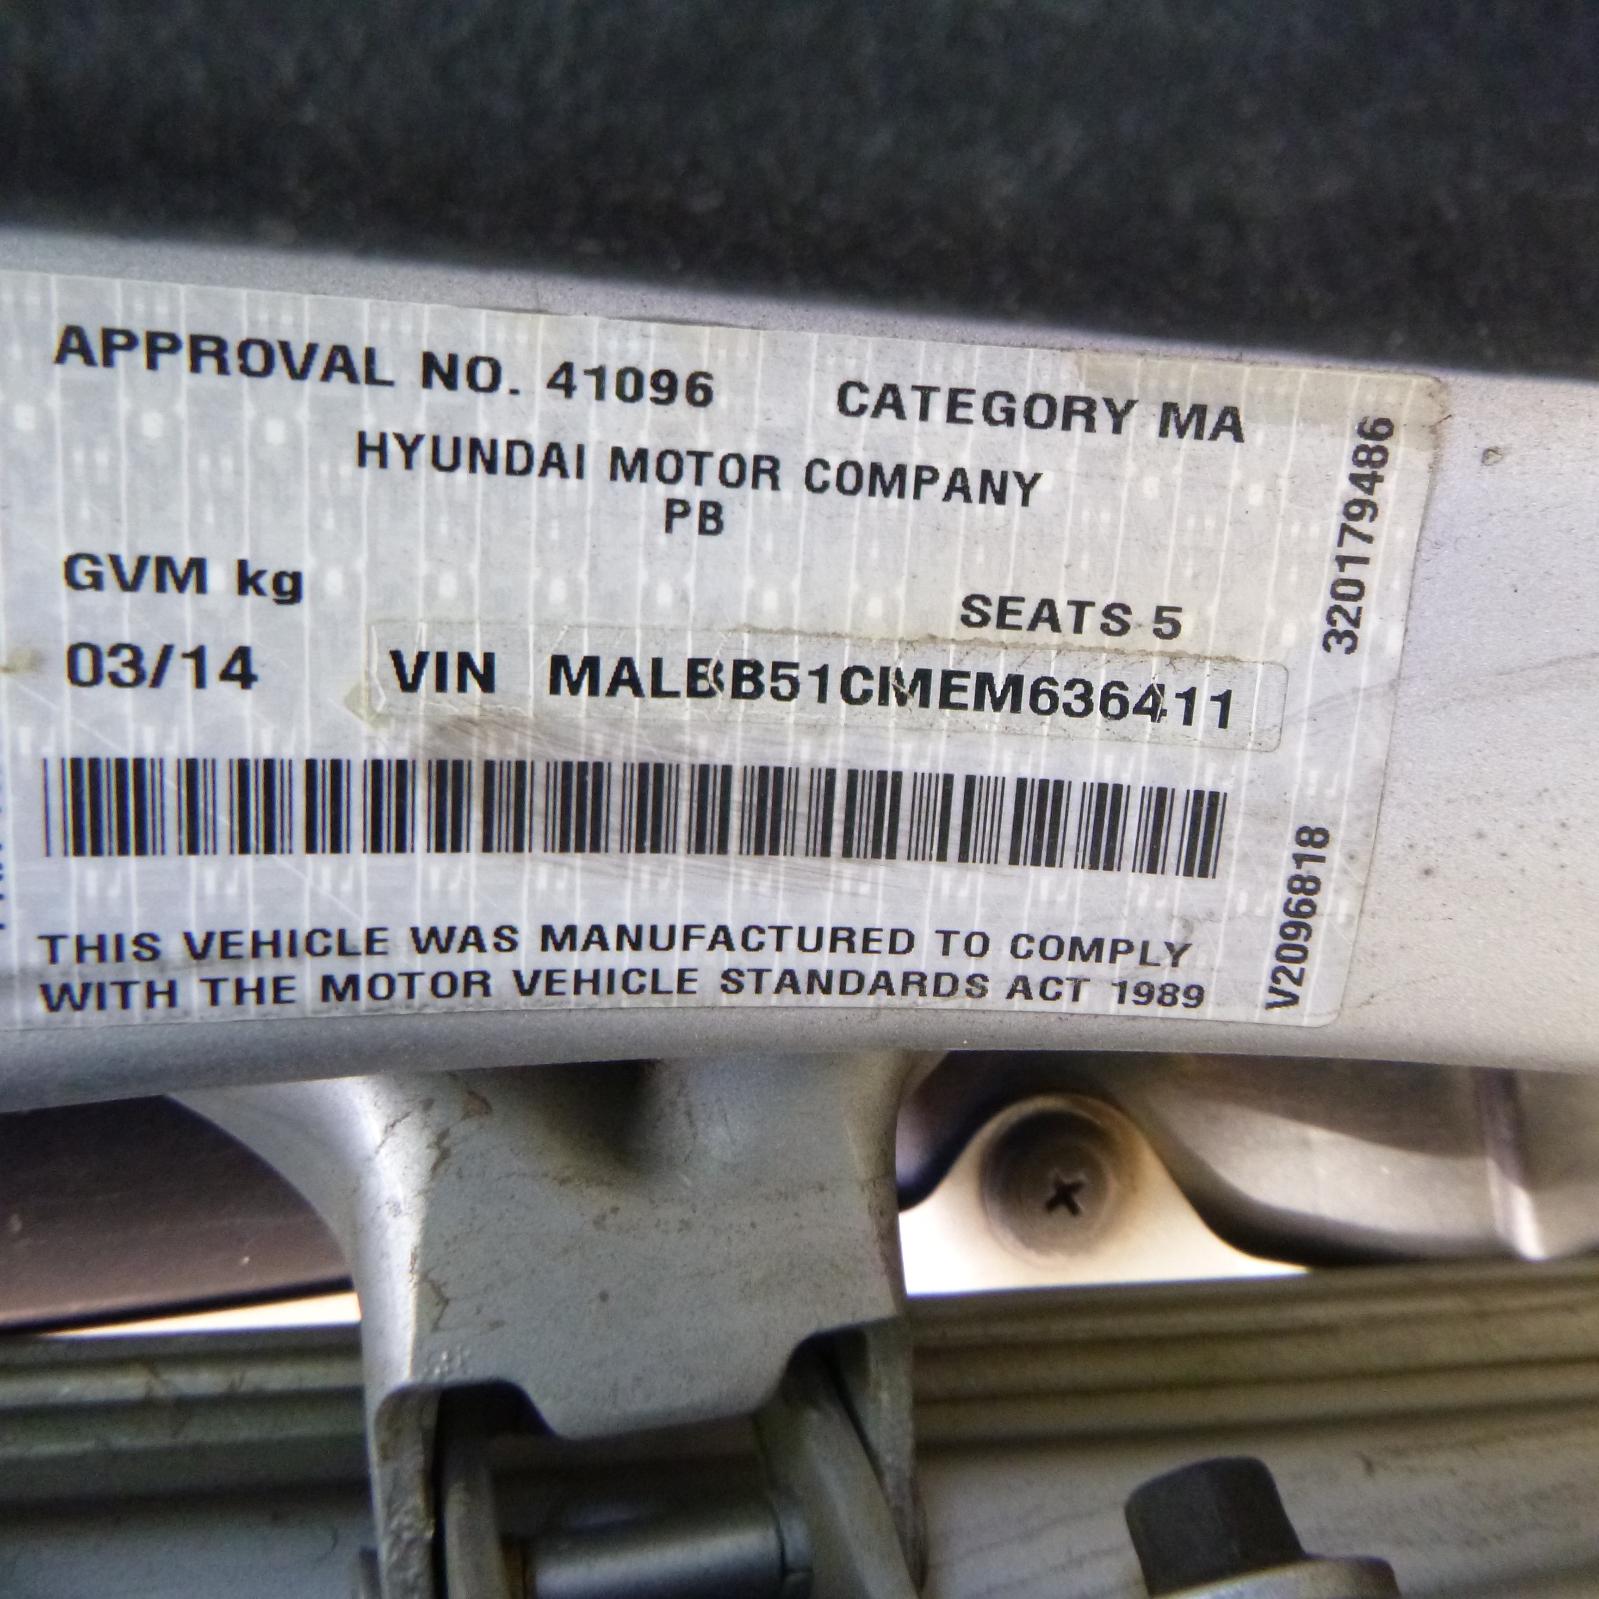 APPROVAL NO. 41096 CATEGORY MA
HYUNDAI MOTOR COMPANY
PB
GVM kg SEATS 5
03/14 VIN MALBB51CMEM636411
THIS VEHICLE WAS MANUFACTURED TO COMPLY
WITH THE MOTOR VEHICLE STANDARDS ACT 1989
320179486
V2096818